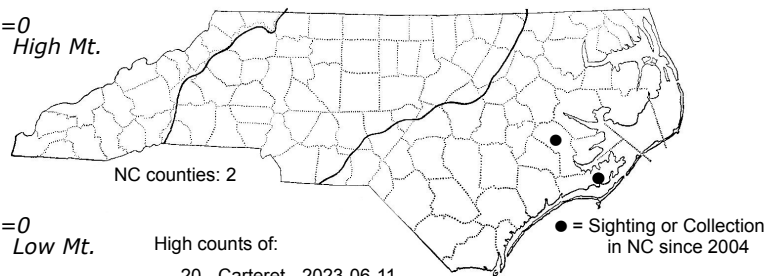 =0
High Mt.
NC counties: 2
=0
Low Mt.
High counts of:
● = Sighting or Collection
in NC since 2004
20 - Carteret - 2023-06-11